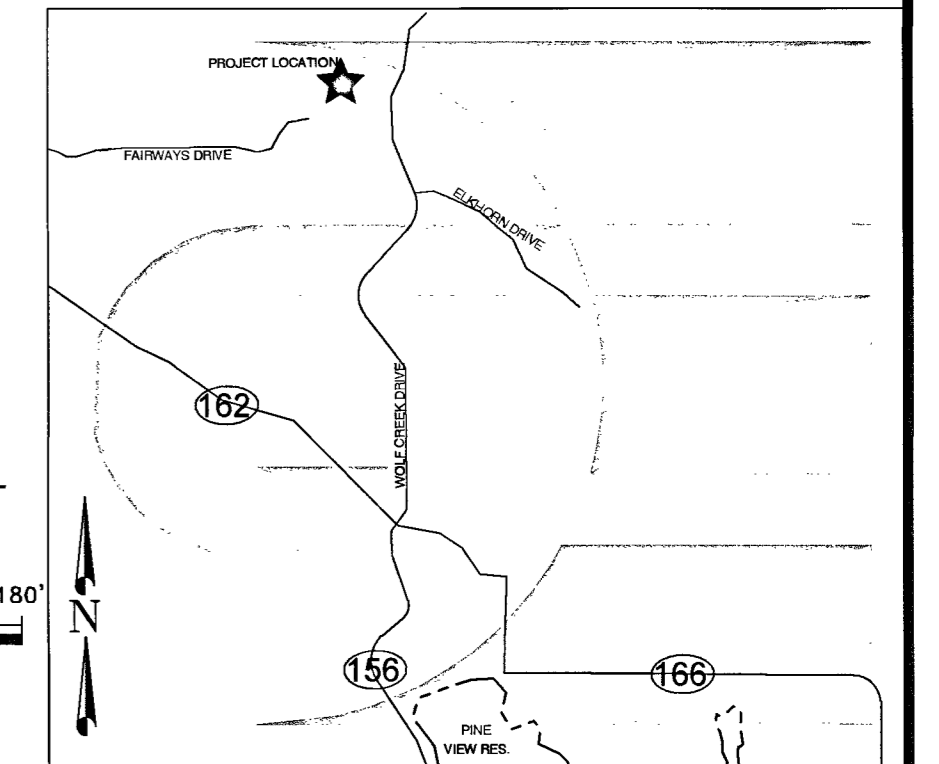 PROJECT LOCATION
FAIRWAYS DRIVE
ELKHORN DRIVE
WOLF CREEK DRIVE
162
180'
N
156
166
PINE
VIEW RES.